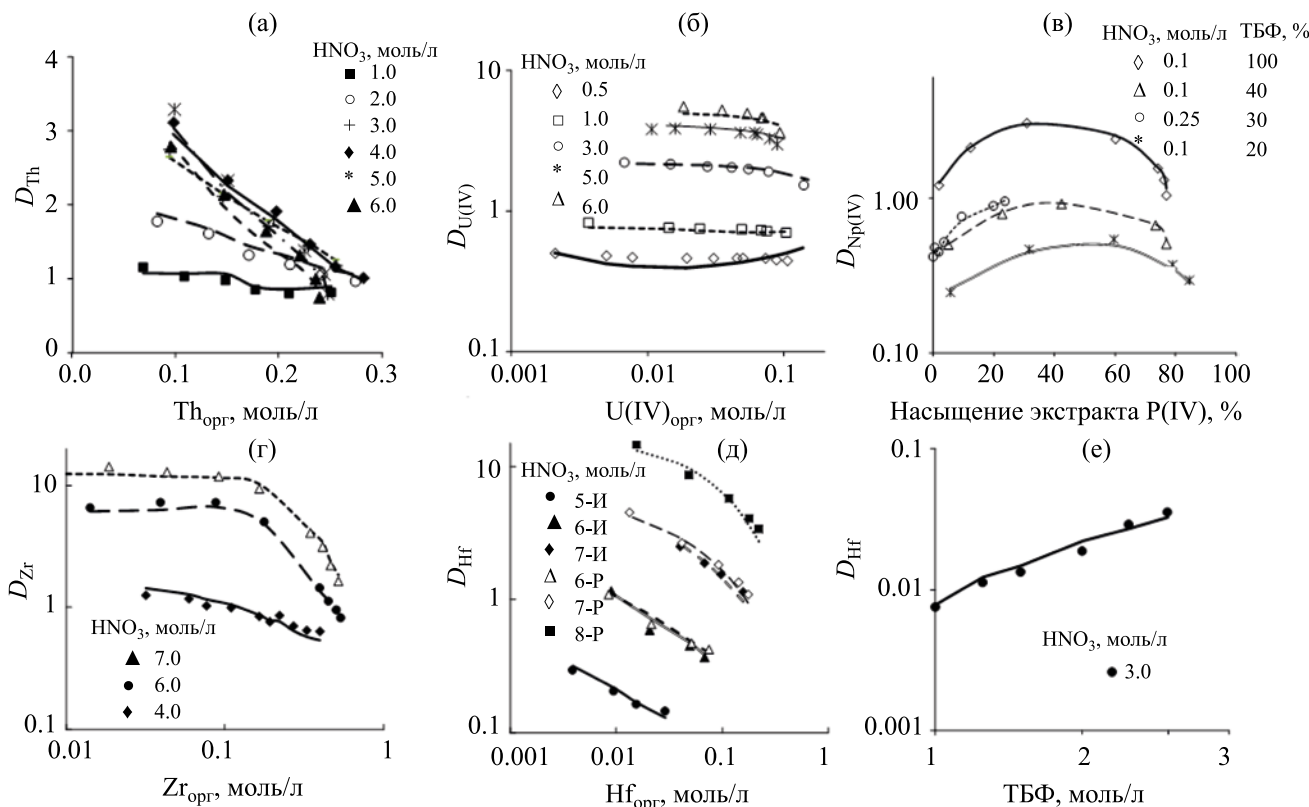 (а)
HNO3, моль/л
1.0
2.0
3.0
4.0
5.0
6.0
DTh
4
3
2
1
0
0.0 0.1 0.2 0.3
Thорг, моль/л
(б)
HNO3, моль/л
0.5
1.0
3.0
* 5.0
6.0
DU(IV)
10
1
0.1
0.001 0.01 0.1 1
U(IV)орг, моль/л
(в)
HNO3, моль/л ТБФ, %
0.1 100
0.1 40
0.25 30
* 0.1 20
DNp(IV)
1.00
0.10
0 20 40 60 80 100
Насыщение экстракта P(IV), %
(г)
DZr
10
1
0.1
HNO3, моль/л
7.0
6.0
4.0
0.01 0.1 1
Zrорг, моль/л
(д)
HNO3, моль/л
5-И
6-И
7-И
6-Р
7-Р
8-Р
DHf
10
1
0.1
0.001 0.01 0.1 1
Hfорг, моль/л
(е)
DHf
0.1
0.01
0.001
HNO3, моль/л
3.0
1 2 3
ТБФ, моль/л